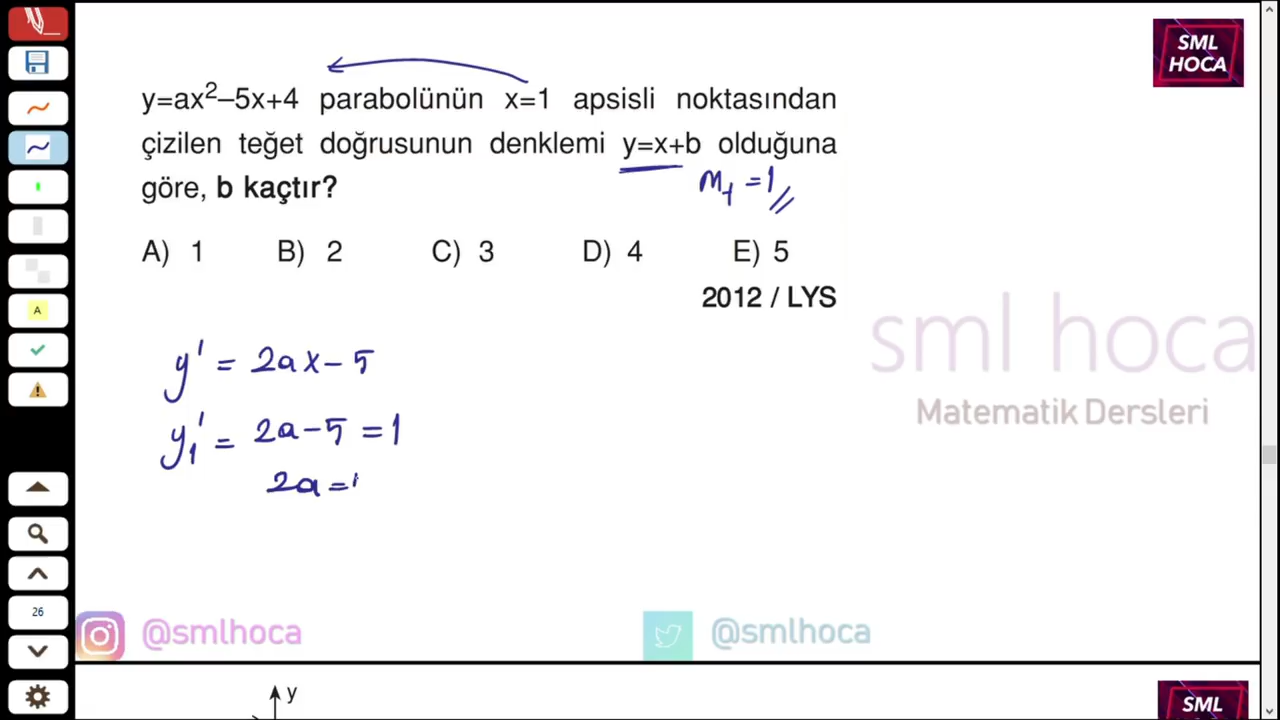 SML
HOCA
y=ax²–5x+4 parabolünün x=1 apsisli noktasından
çizilen teğet doğrusunun denklemi y=x+b olduğuna
göre, b kaçtır?
m_t = 1
A) 1 B) 2 C) 3 D) 4 E) 5
2012 / LYS
sml hoca
Matematik Dersleri
y' = 2ax – 5
y₁' = 2a – 5 = 1
2a =
A
26
@smlhoca @smlhoca
y
SML